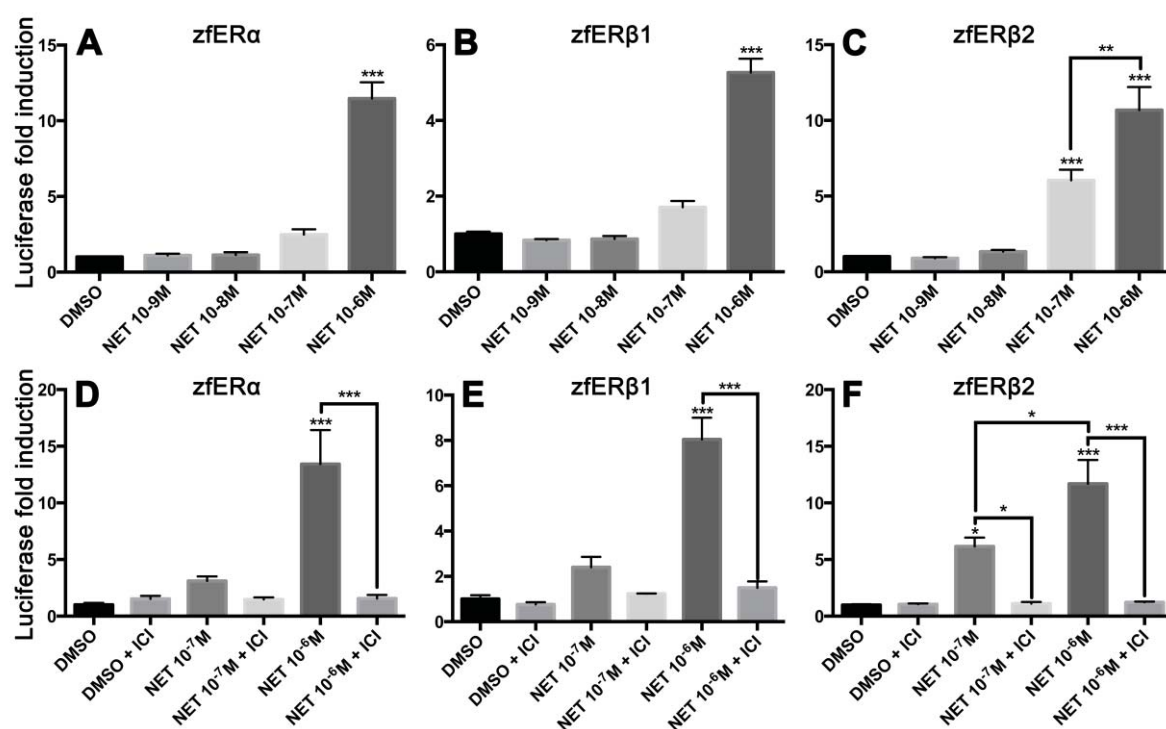 A
zfERα
Luciferase fold induction
15
10
5
0
***
DMSO
NET 10-9M
NET 10-8M
NET 10-7M
NET 10-6M
B
zfERβ1
6
4
2
0
***
DMSO
NET 10-9M
NET 10-8M
NET 10-7M
NET 10-6M
C
zfERβ2
15
10
5
0
**
***
***
DMSO
NET 10-9M
NET 10-8M
NET 10-7M
NET 10-6M
D
zfERα
Luciferase fold induction
20
15
10
5
0
***
***
DMSO
DMSO + ICI
NET 10⁻⁷M
NET 10⁻⁷M + ICI
NET 10⁻⁶M
NET 10⁻⁶M + ICI
E
zfERβ1
10
8
6
4
2
0
***
***
DMSO
DMSO + ICI
NET 10⁻⁷M
NET 10⁻⁷M + ICI
NET 10⁻⁶M
NET 10⁻⁶M + ICI
F
zfERβ2
20
15
10
5
0
*
***
***
*
*
DMSO
DMSO + ICI
NET 10⁻⁷M
NET 10⁻⁷M + ICI
NET 10⁻⁶M
NET 10⁻⁶M + ICI